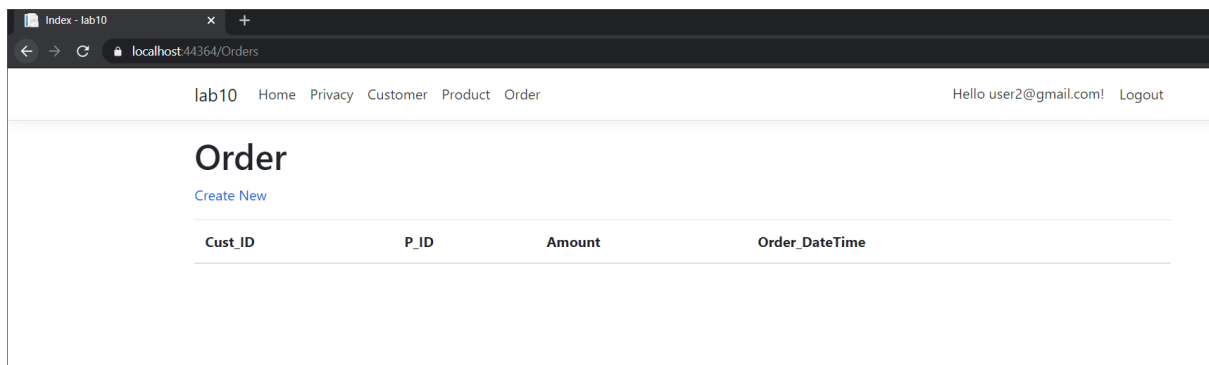 Index - lab10
localhost:44364/Orders
lab10 Home Privacy Customer Product Order Hello user2@gmail.com! Logout
Order
Create New
Cust_ID P_ID Amount Order_DateTime